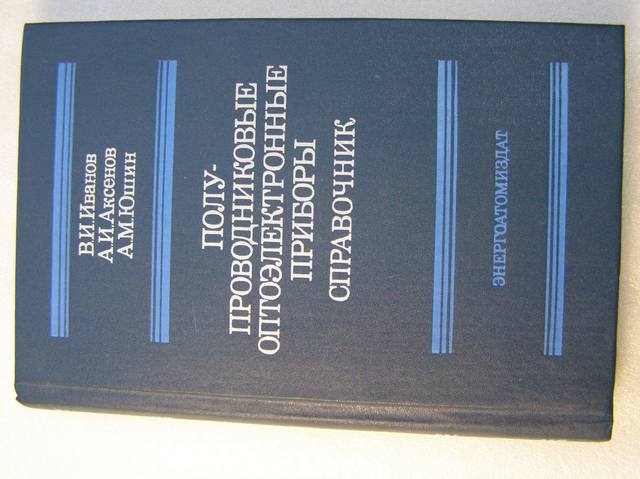 В.И.Иванов
А.И.Аксенов
А.М.Юшин
ПОЛУ-
ПРОВОДНИКОВЫЕ
ОПТОЭЛЕКТРОННЫЕ
ПРИБОРЫ
СПРАВОЧНИК
ЭНЕРГОАТОМИЗДАТ